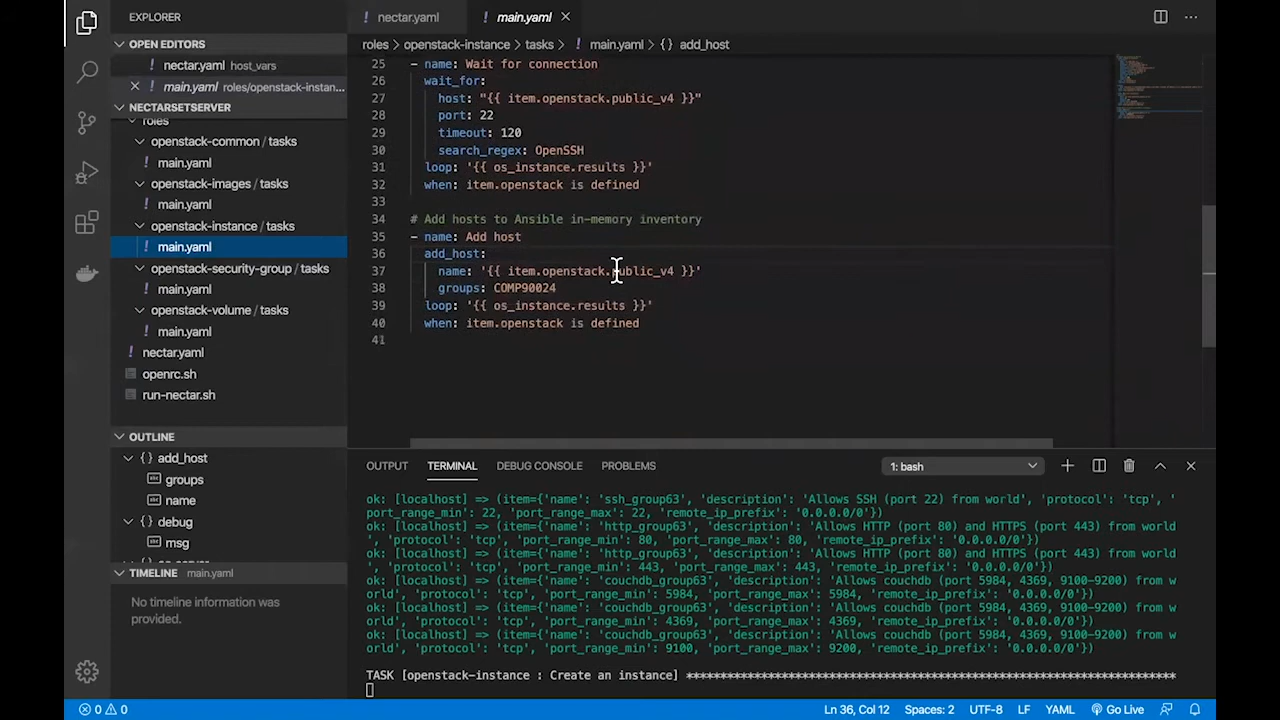 EXPLORER
OPEN EDITORS
nectar.yaml host_vars
main.yaml roles/openstack-instan...
NECTARSETSERVER
roles
openstack-common / tasks
! main.yaml
openstack-images / tasks
! main.yaml
openstack-instance / tasks
! main.yaml
openstack-security-group / tasks
! main.yaml
openstack-volume / tasks
! main.yaml
! nectar.yaml
openrc.sh
run-nectar.sh
OUTLINE
{} add_host
abc groups
abc name
{} debug
abc msg
TIMELINE main.yaml
No timeline information was
provided.
! nectar.yaml
! main.yaml
roles > openstack-instance > tasks > ! main.yaml > {} add_host
25 - name: Wait for connection
26 wait_for:
27 host: "{{ item.openstack.public_v4 }}"
28 port: 22
29 timeout: 120
30 search_regex: OpenSSH
31 loop: '{{ os_instance.results }}'
32 when: item.openstack is defined
33
34 # Add hosts to Ansible in-memory inventory
35 - name: Add host
36 add_host:
37 name: '{{ item.openstack.public_v4 }}'
38 groups: COMP90024
39 loop: '{{ os_instance.results }}'
40 when: item.openstack is defined
41
OUTPUT TERMINAL DEBUG CONSOLE PROBLEMS 1: bash
ok: [localhost] => (item={'name': 'ssh_group63', 'description': 'Allows SSH (port 22) from world', 'protocol': 'tcp', '
port_range_min': 22, 'port_range_max': 22, 'remote_ip_prefix': '0.0.0.0/0'})
ok: [localhost] => (item={'name': 'http_group63', 'description': 'Allows HTTP (port 80) and HTTPS (port 443) from world
', 'protocol': 'tcp', 'port_range_min': 80, 'port_range_max': 80, 'remote_ip_prefix': '0.0.0.0/0'})
ok: [localhost] => (item={'name': 'http_group63', 'description': 'Allows HTTP (port 80) and HTTPS (port 443) from world
', 'protocol': 'tcp', 'port_range_min': 443, 'port_range_max': 443, 'remote_ip_prefix': '0.0.0.0/0'})
ok: [localhost] => (item={'name': 'couchdb_group63', 'description': 'Allows couchdb (port 5984, 4369, 9100-9200) from w
orld', 'protocol': 'tcp', 'port_range_min': 5984, 'port_range_max': 5984, 'remote_ip_prefix': '0.0.0.0/0'})
ok: [localhost] => (item={'name': 'couchdb_group63', 'description': 'Allows couchdb (port 5984, 4369, 9100-9200) from w
orld', 'protocol': 'tcp', 'port_range_min': 4369, 'port_range_max': 4369, 'remote_ip_prefix': '0.0.0.0/0'})
ok: [localhost] => (item={'name': 'couchdb_group63', 'description': 'Allows couchdb (port 5984, 4369, 9100-9200) from w
orld', 'protocol': 'tcp', 'port_range_min': 9100, 'port_range_max': 9200, 'remote_ip_prefix': '0.0.0.0/0'})
TASK [openstack-instance : Create an instance] *************************************************************************
0 0 Ln 36, Col 12 Spaces: 2 UTF-8 LF YAML Go Live